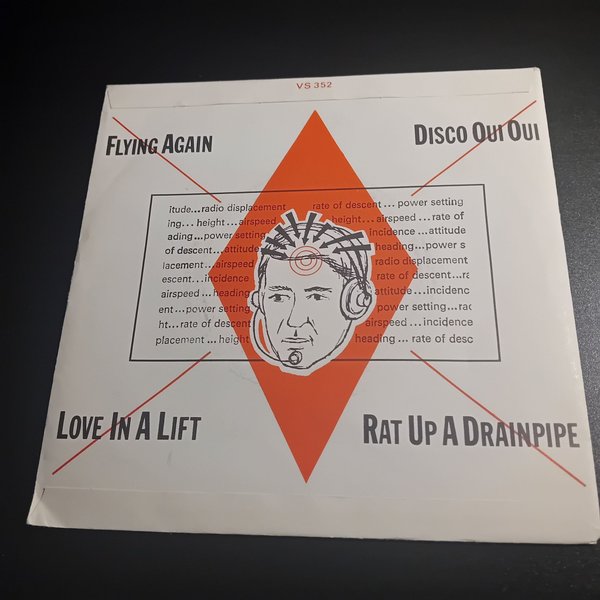 VS 352
FLYING AGAIN
DISCO OUI OUI
itude...radio displacement rate of descent... power setting
ing... height...airspeed height...airspeed...rate of
ading...power setting incidence...attitude
of descent...attitude heading...power s
lacement...airspeed radio displacement
escent...incidence rate of descent...ra
airspeed...heading attitude...incidenc
ent...power setting power setting...rad
ht...rate of descent airspeed...incidence
placement... height heading... rate of desc
LOVE IN A LIFT
RAT UP A DRAINPIPE